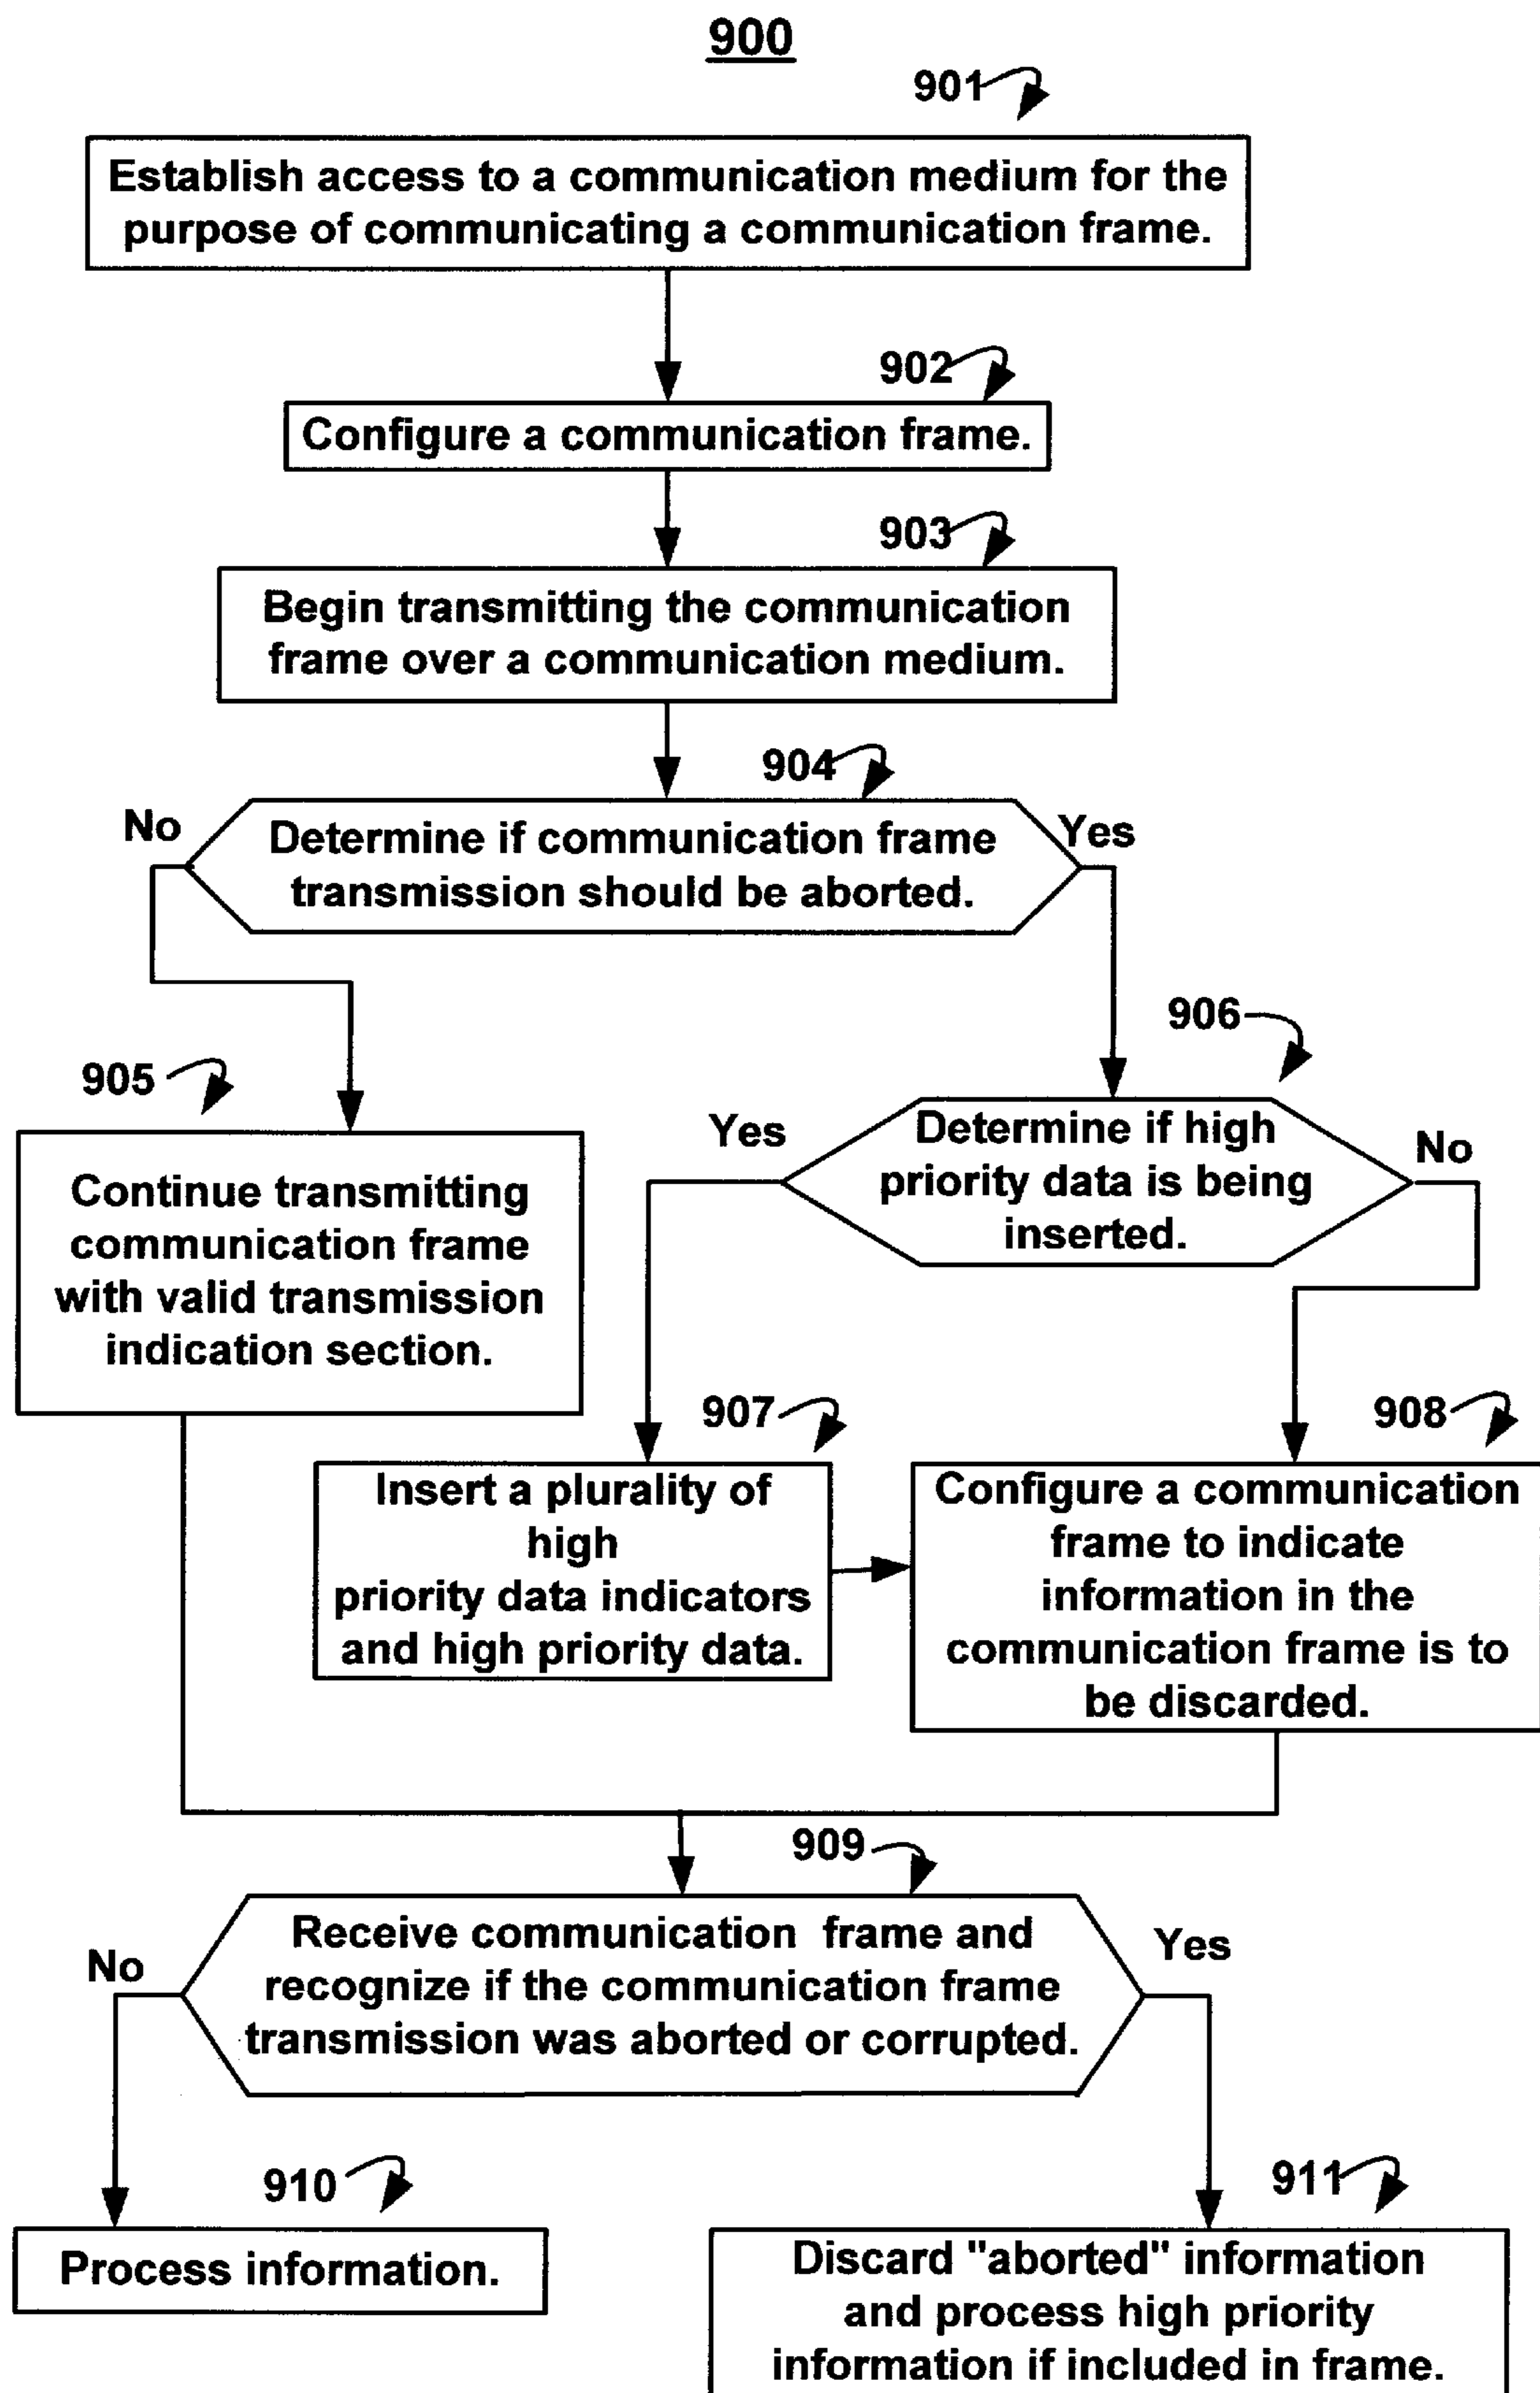 900
901
Establish access to a communication medium for the
purpose of communicating a communication frame.
902
Configure a communication frame.
903
Begin transmitting the communication
frame over a communication medium.
904
No
Yes
Determine if communication frame
transmission should be aborted.
906
905
Yes
Determine if high
priority data is being
inserted.
No
Continue transmitting
communication frame
with valid transmission
indication section.
907
908
Insert a plurality of
high
priority data indicators
and high priority data.
Configure a communication
frame to indicate
information in the
communication frame is to
be discarded.
909
No
Yes
Receive communication frame and
recognize if the communication frame
transmission was aborted or corrupted.
910
911
Process information.
Discard "aborted" information
and process high priority
information if included in frame.